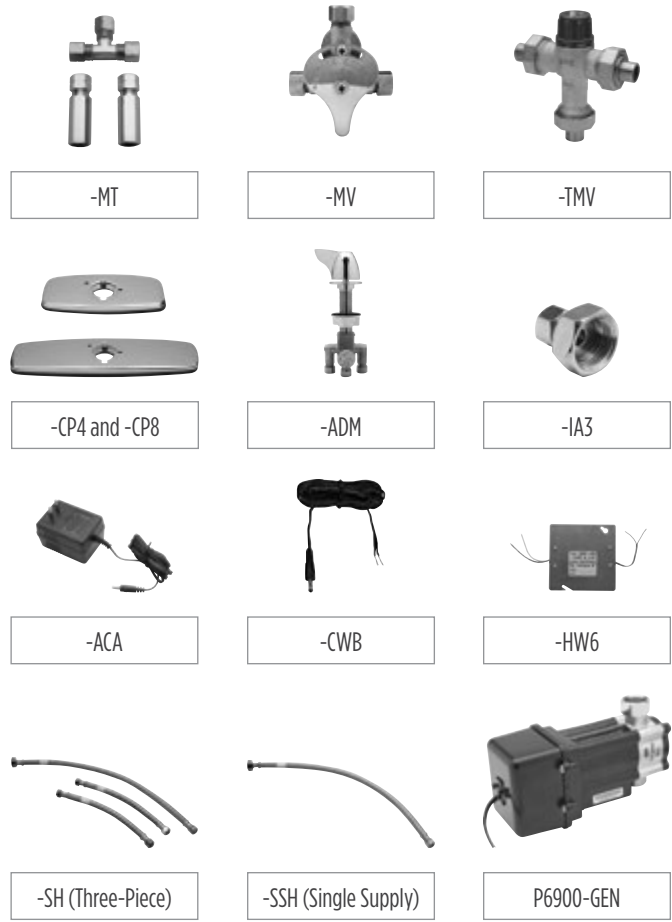 -MT
-MV
-TMV
-CP4 and -CP8
-ADM
-IA3
-ACA
-CWB
-HW6
-SH (Three-Piece)
-SSH (Single Supply)
P6900-GEN